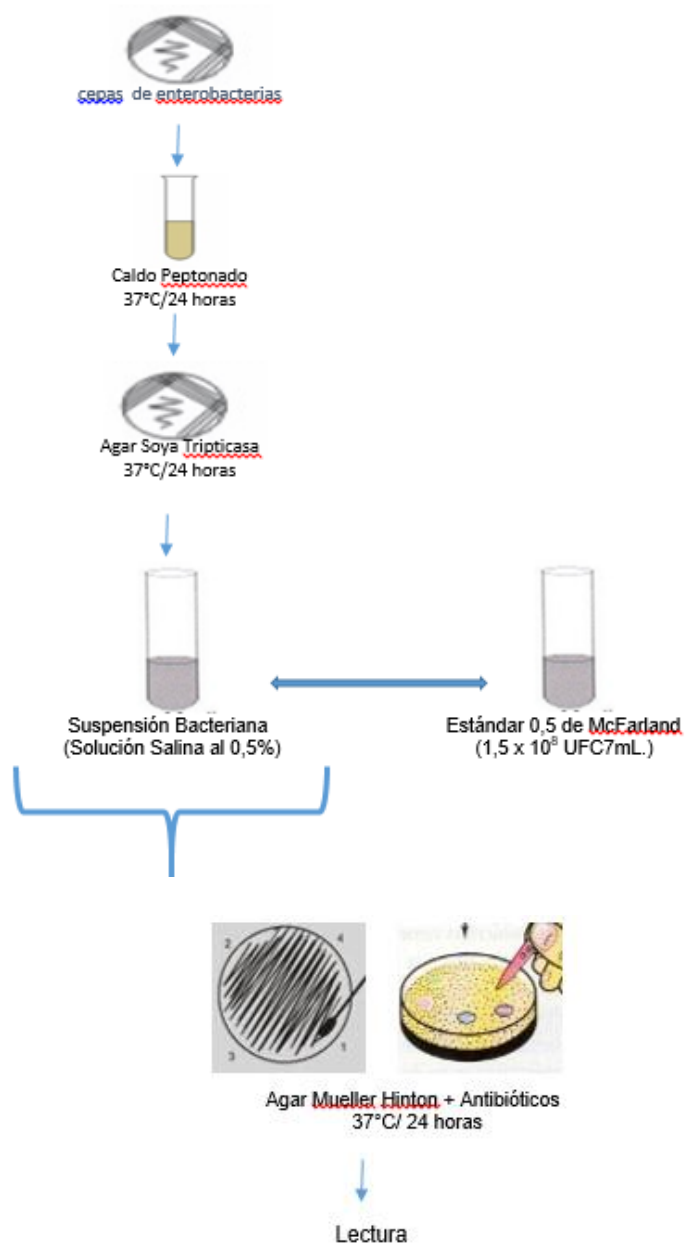 cepas de enterobacterias
Caldo Peptonado
37°C/24 horas
Agar Soya Tripticasa
37°C/24 horas
Suspensión Bacteriana
(Solución Salina al 0,5%)
Estándar 0,5 de McFarland
(1,5 x 10⁸ UFC7mL.)
2
4
3
1
Agar Mueller Hinton + Antibióticos
37°C/ 24 horas
Lectura